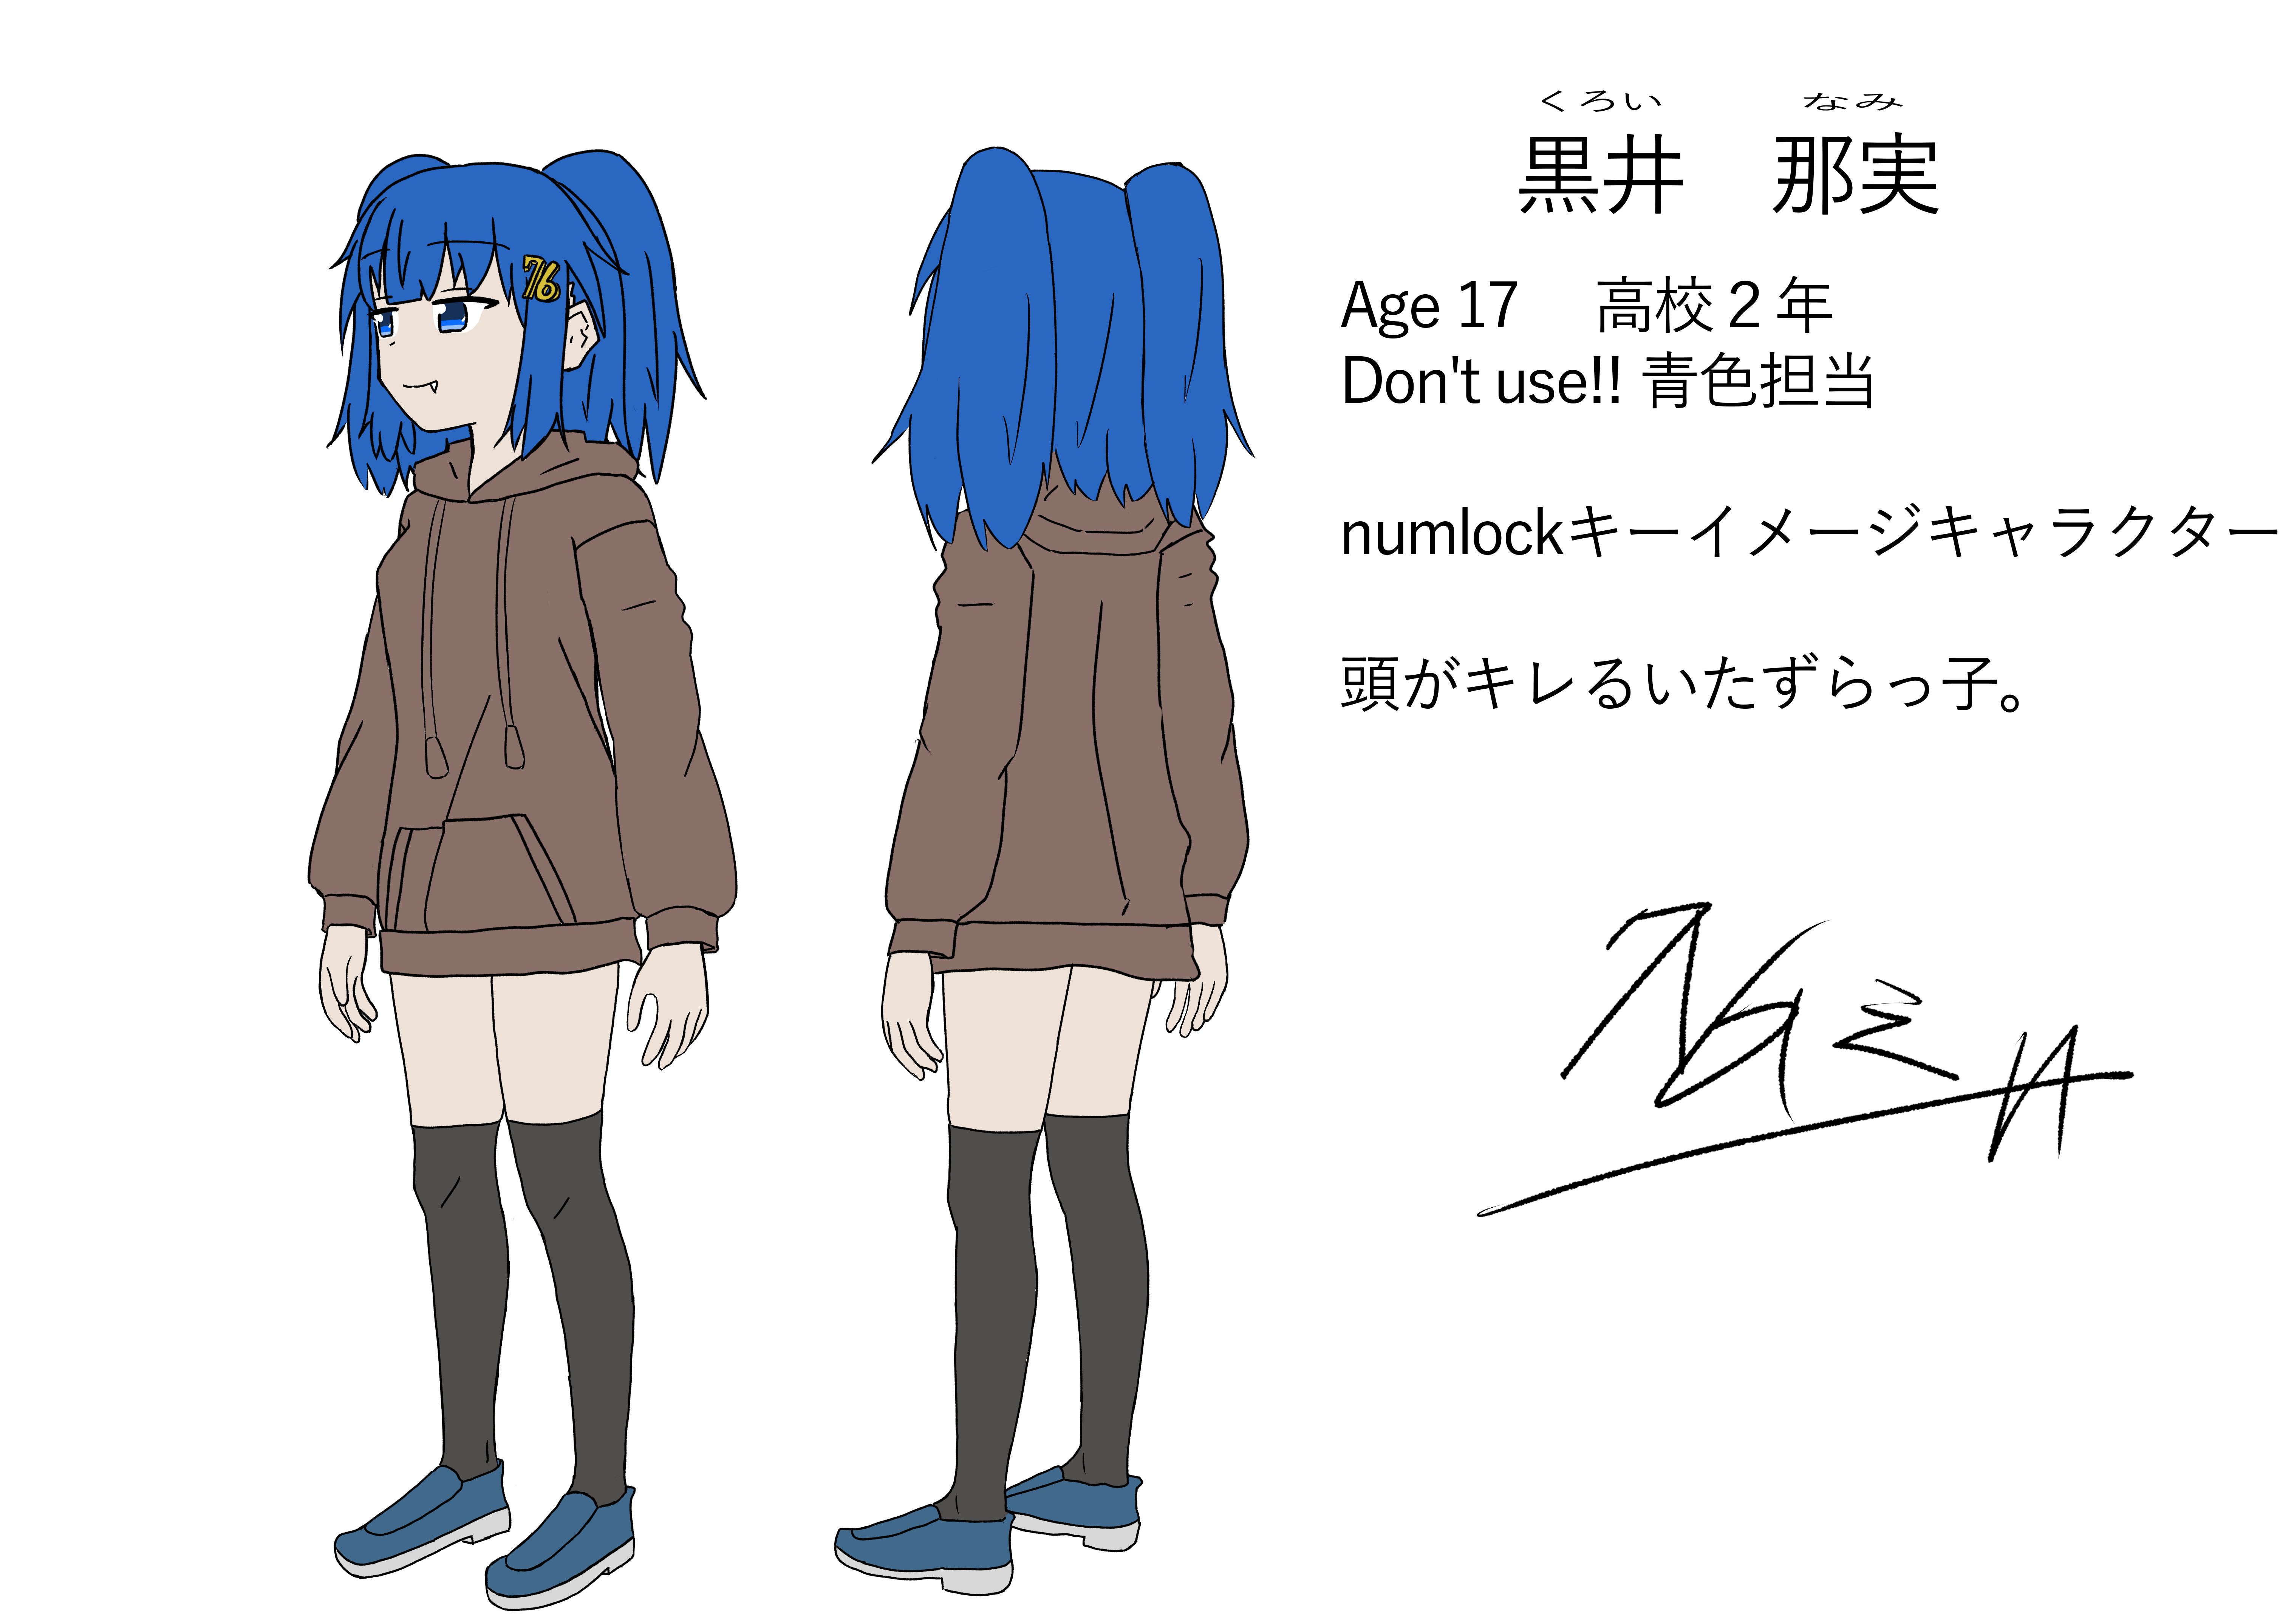 くろい　なみ
黒井　那実
Age 17　高校２年
Don't use!! 青色担当
numlockキーイメージキャラクター
頭がキレるいたずらっ子。
76